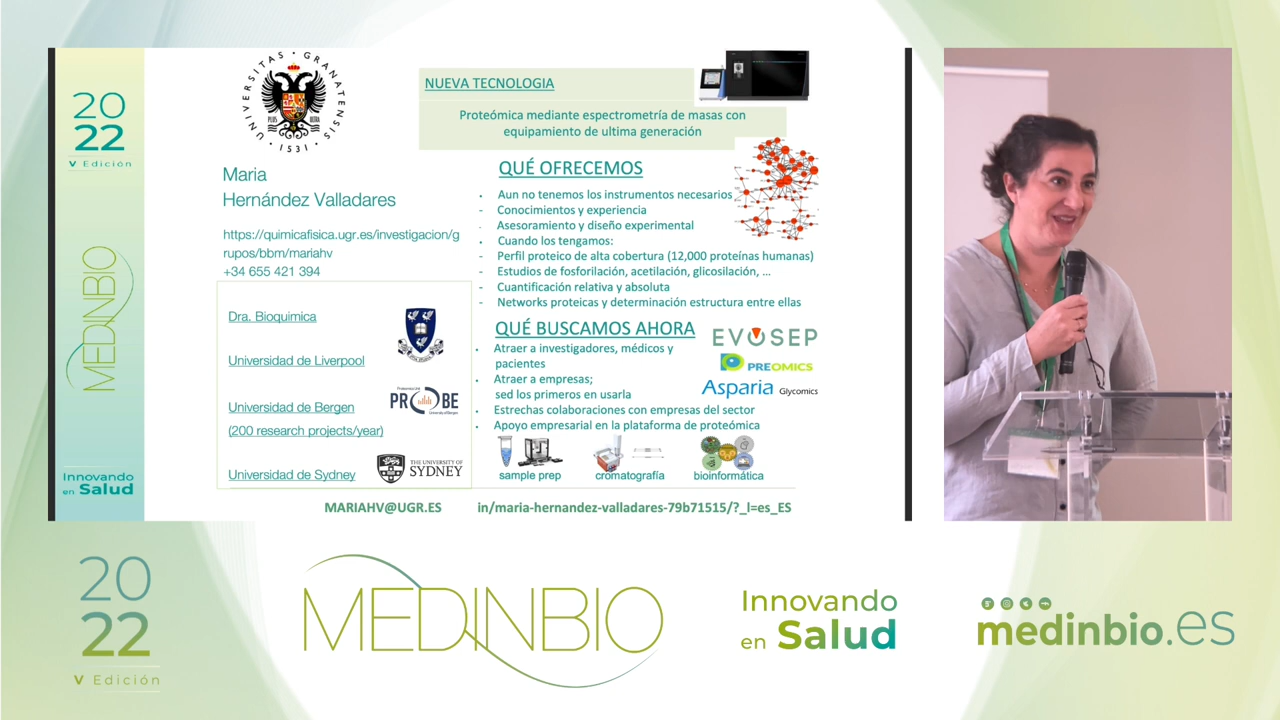 20
22
V Edición
MEDINBIO
Innovando
en Salud
UNIVERSITAS GRANATENSIS
1531
PLUS ULTRA
Maria
Hernández Valladares
https://quimicafisica.ugr.es/investigacion/g
rupos/bbm/mariahv
+34 655 421 394
Dra. Bioquimica
Universidad de Liverpool
Universidad de Bergen
(200 research projects/year)
PROBE
Universidad de Sydney
THE UNIVERSITY OF
SYDNEY
NUEVA TECNOLOGIA
Proteómica mediante espectrometría de masas con
equipamiento de ultima generación
QUÉ OFRECEMOS
· Aun no tenemos los instrumentos necesarios
- Conocimientos y experiencia
- Asesoramiento y diseño experimental
· Cuando los tengamos:
- Perfil proteico de alta cobertura (12,000 proteínas humanas)
- Estudios de fosforilación, acetilación, glicosilación, ...
- Cuantificación relativa y absoluta
- Networks proteicas y determinación estructura entre ellas
QUÉ BUSCAMOS AHORA
· Atraer a investigadores, médicos y
pacientes
· Atraer a empresas;
sed los primeros en usarla
· Estrechas colaboraciones con empresas del sector
· Apoyo empresarial en la plataforma de proteómica
EVOSEP
PREOMICS
Asparia Glycomics
sample prep cromatografía bioinformática
MARIAHV@UGR.ES in/maria-hernandez-valladares-79b71515/?_l=es_ES
20
22
V Edición
MEDINBIO
Innovando
en Salud
medinbio.es